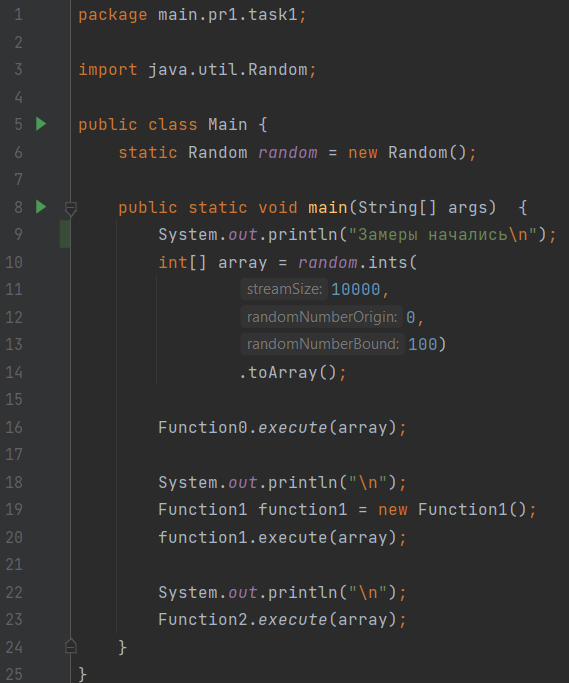 1 package main.pr1.task1;
2
3 import java.util.Random;
4
5 public class Main {
6 static Random random = new Random();
7
8 public static void main(String[] args)  {
9 System.out.println("Замеры начались\n");
10 int[] array = random.ints(
11 streamSize: 10000,
12 randomNumberOrigin: 0,
13 randomNumberBound: 100)
14 .toArray();
15
16 Function0.execute(array);
17
18 System.out.println("\n");
19 Function1 function1 = new Function1();
20 function1.execute(array);
21
22 System.out.println("\n");
23 Function2.execute(array);
24 }
25 }